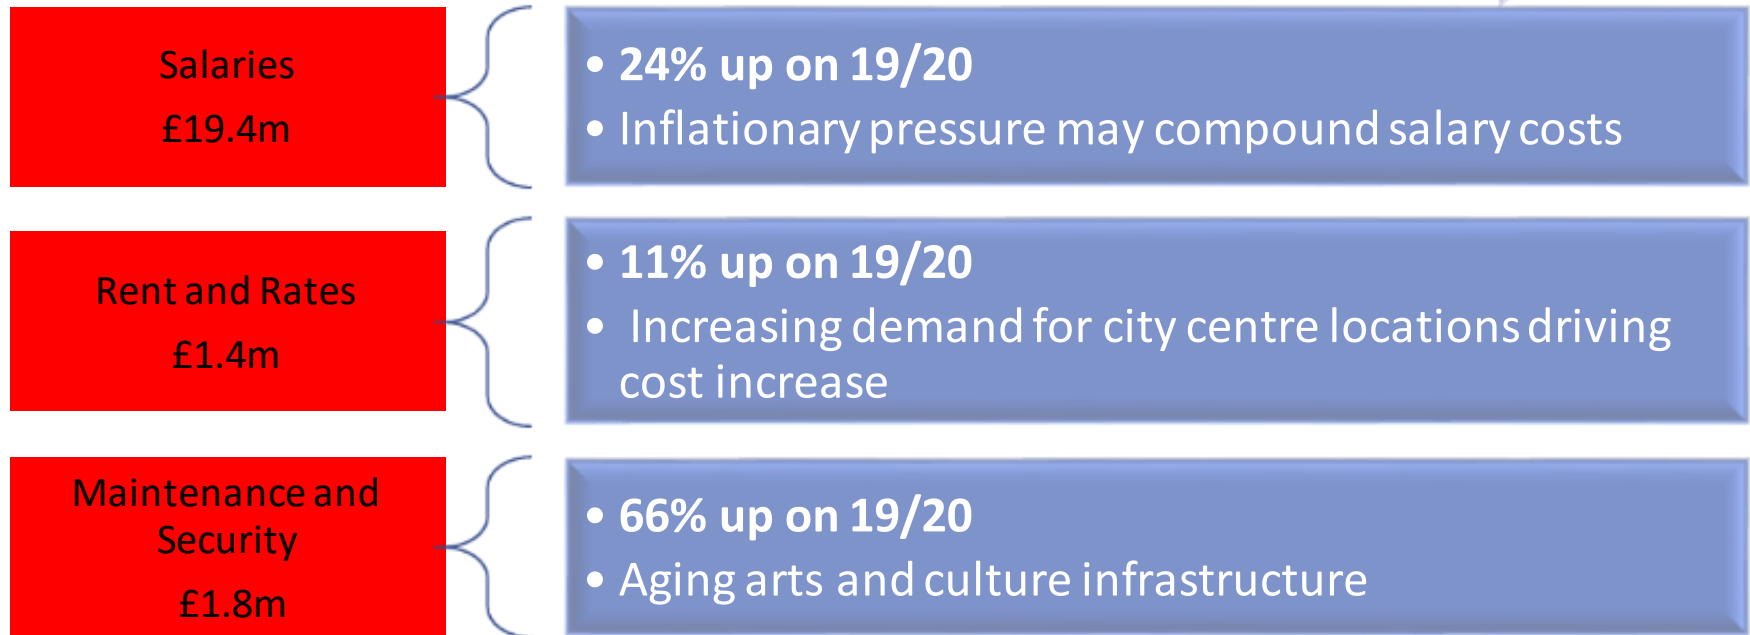 Salaries
£19.4m
• 24% up on 19/20
• Inflationary pressure may compound salary costs
Rent and Rates
£1.4m
• 11% up on 19/20
• Increasing demand for city centre locations driving
cost increase
Maintenance and
Security
£1.8m
• 66% up on 19/20
• Aging arts and culture infrastructure